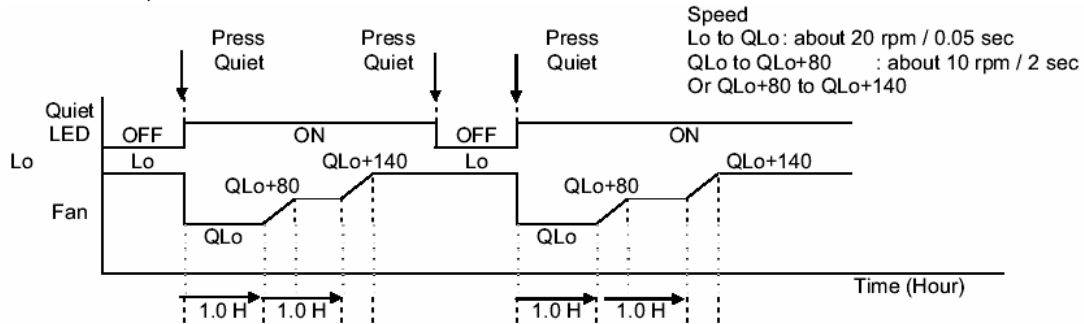 Speed
Lo to QLo: about 20 rpm / 0.05 sec
QLo to QLo+80 : about 10 rpm / 2 sec
Or QLo+80 to QLo+140
Press Quiet
Press Quiet
Press Quiet
Quiet LED
OFF ON OFF ON
Lo
Lo QLo+140 Lo QLo+140
QLo+80 QLo+80
Fan
QLo QLo
Time (Hour)
1.0 H 1.0 H 1.0 H 1.0 H